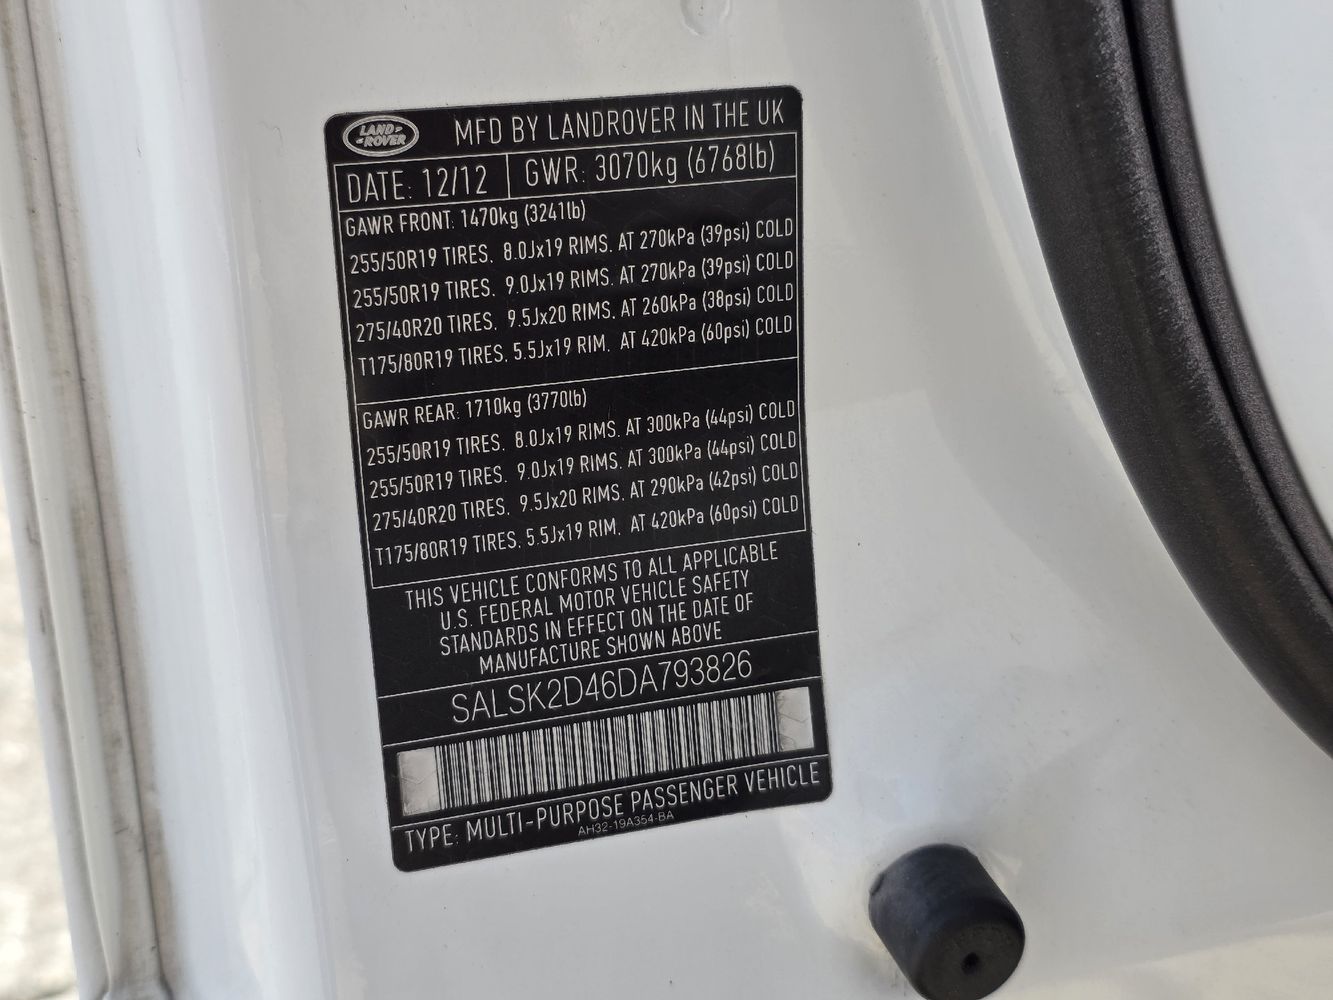 LAND-
-ROVER
MFD BY LANDROVER IN THE UK
DATE: 12/12 GWR: 3070kg (6768lb)
GAWR FRONT: 1470kg (3241lb)
255/50R19 TIRES. 8.0Jx19 RIMS. AT 270kPa (39psi) COLD
255/50R19 TIRES. 9.0Jx19 RIMS. AT 270kPa (39psi) COLD
275/40R20 TIRES. 9.5Jx20 RIMS. AT 260kPa (38psi) COLD
T175/80R19 TIRES. 5.5Jx19 RIM. AT 420kPa (60psi) COLD
GAWR REAR: 1710kg (3770lb)
255/50R19 TIRES. 8.0Jx19 RIMS. AT 300kPa (44psi) COLD
255/50R19 TIRES. 9.0Jx19 RIMS. AT 300kPa (44psi) COLD
275/40R20 TIRES. 9.5Jx20 RIMS. AT 290kPa (42psi) COLD
T175/80R19 TIRES. 5.5Jx19 RIM. AT 420kPa (60psi) COLD
THIS VEHICLE CONFORMS TO ALL APPLICABLE
U.S. FEDERAL MOTOR VEHICLE SAFETY
STANDARDS IN EFFECT ON THE DATE OF
MANUFACTURE SHOWN ABOVE
SALSK2D46DA793826
TYPE: MULTI-PURPOSE PASSENGER VEHICLE
AH32-19A354-BA